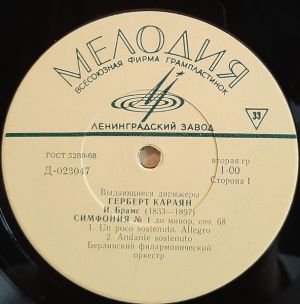 МЕЛОДИЯ
ВСЕСОЮЗНАЯ ФИРМА ГРАМПЛАСТИНОК
33
ЛЕНИНГРАДСКИЙ ЗАВОД
ГОСТ 5289-68
Д-023047
вторая гр
1-00
Сторона 1
Выдающиеся дирижеры
ГЕРБЕРТ КАРАЯН
И. Брамс (1833—1897)
СИМФОНИЯ № 1 до минор, соч. 68
1. Un poco sostenuto. Allegro
2. Andante sostenuto
Берлинский филармонический
оркестр